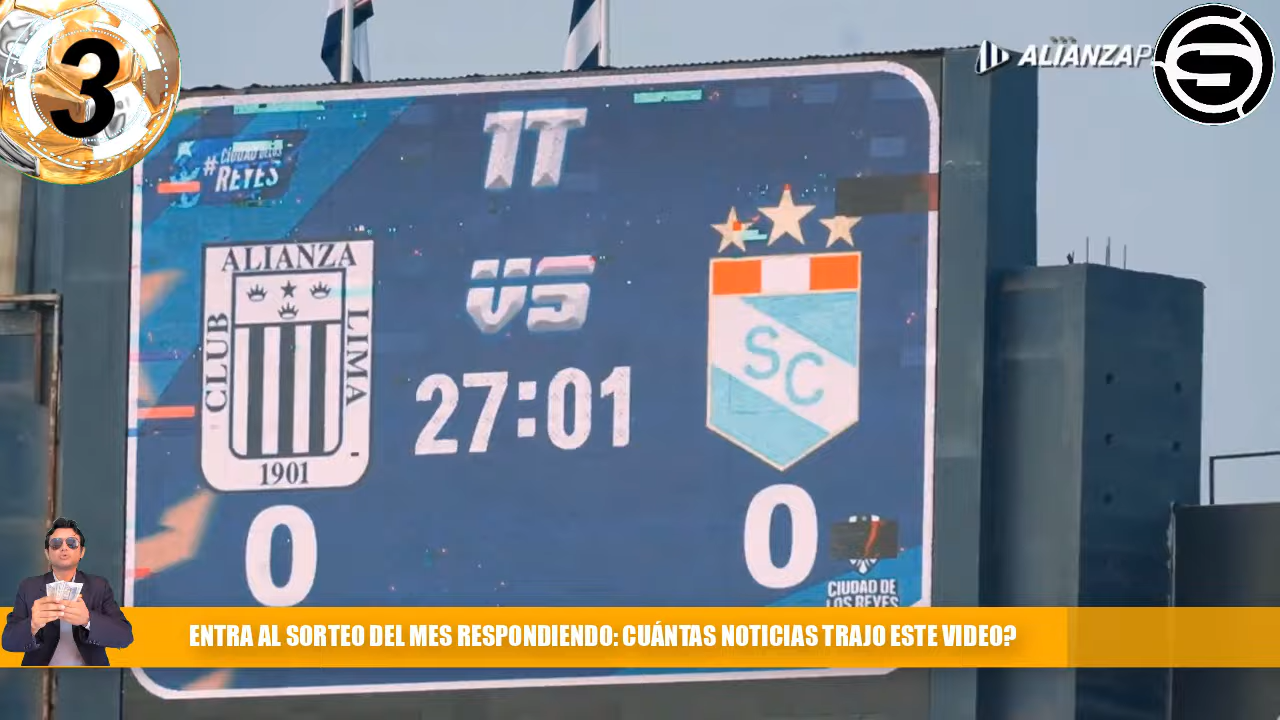 3
ALIANZAP
S
1T
#CIUDAD DE LOS
REYES
ALIANZA
CLUB
LIMA
1901
VS
27:01
SC
0
0
CIUDAD DE
LOS REYES
ENTRA AL SORTEO DEL MES RESPONDIENDO: CUÁNTAS NOTICIAS TRAJO ESTE VIDEO?